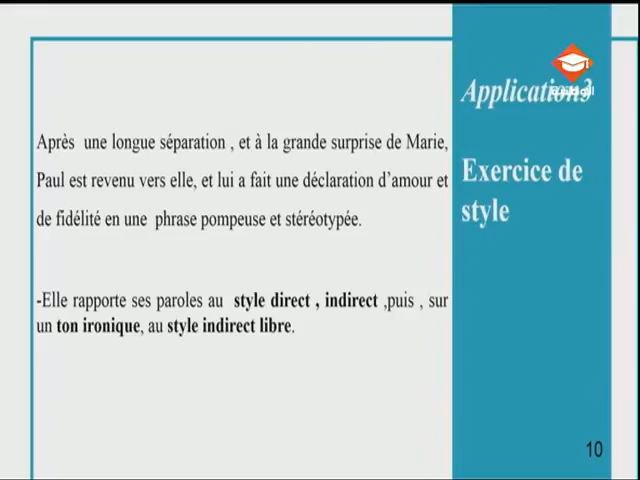 Application3
Exercice de
style
Après une longue séparation , et à la grande surprise de Marie,
Paul est revenu vers elle, et lui a fait une déclaration d’amour et
de fidélité en une phrase pompeuse et stéréotypée.
-Elle rapporte ses paroles au style direct , indirect ,puis , sur
un ton ironique, au style indirect libre.
10